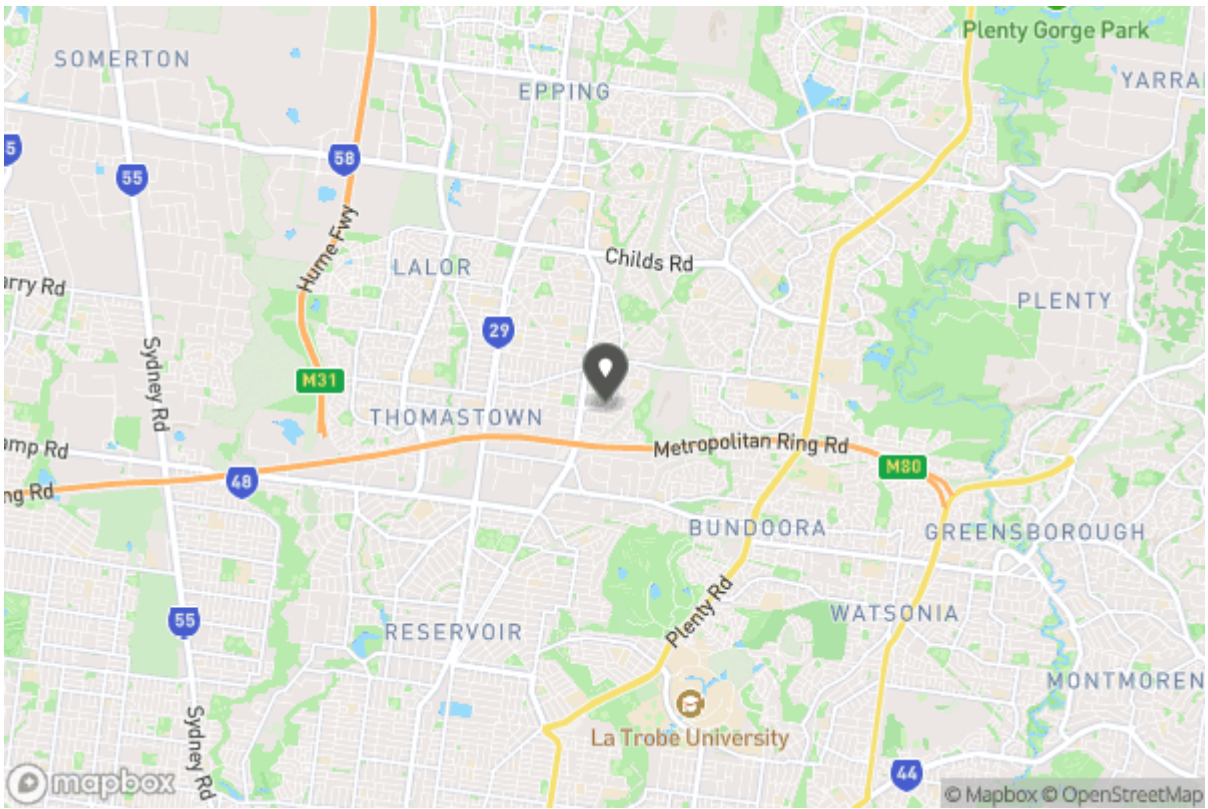 Plenty Gorge Park
SOMERTON
YARRA
EPPING
58
55
Hume Fwy
Childs Rd
LALOR
arry Rd
PLENTY
29
Sydney Rd
M31
THOMASTOWN
Metropolitan Ring Rd
amp Rd
M80
48
ng Rd
BUNDOORA
GREENSBOROUGH
Plenty Rd
WATSONIA
55
RESERVOIR
MONTMOREN
Sydney Rd
La Trobe University
44
mapbox
© Mapbox © OpenStreetMap